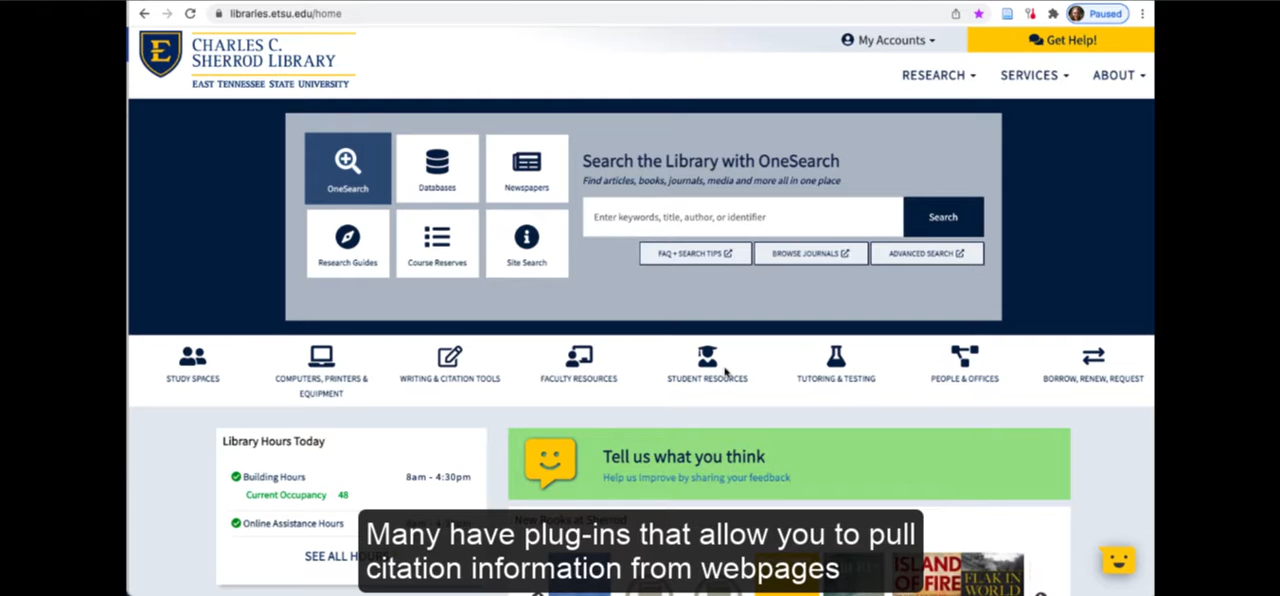 libraries.etsu.edu/home
Paused
CHARLES C.
SHERROD LIBRARY
EAST TENNESSEE STATE UNIVERSITY
My Accounts
Get Help!
RESEARCH
SERVICES
ABOUT
OneSearch
Databases
Newspapers
Research Guides
Course Reserves
Site Search
Search the Library with OneSearch
Find articles, books, journals, media and more all in one place
Enter keywords, title, author, or identifier
Search
FAQ + SEARCH TIPS
BROWSE JOURNALS
ADVANCED SEARCH
STUDY SPACES
COMPUTERS, PRINTERS &
EQUIPMENT
WRITING & CITATION TOOLS
FACULTY RESOURCES
STUDENT RESOURCES
TUTORING & TESTING
PEOPLE & OFFICES
BORROW, RENEW, REQUEST
Library Hours Today
Building Hours
8am - 4:30pm
Current Occupancy 48
Online Assistance Hours
SEE ALL HOURS
Tell us what you think
Help us improve by sharing your feedback
New Books at Sherrod
Many have plug-ins that allow you to pull
citation information from webpages
ISLAND
OF FIRE
FLAK IN
WORLD